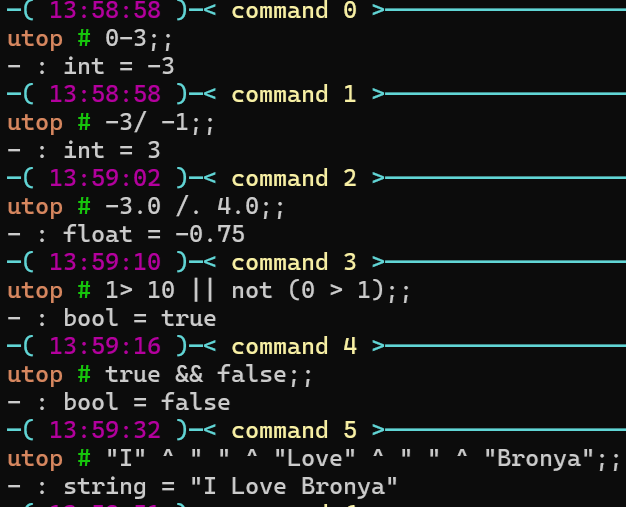 ─( 13:58:58 )─< command 0 >────────────────────────
utop # 0-3;;
- : int = -3
─( 13:58:58 )─< command 1 >────────────────────────
utop # -3/ -1;;
- : int = 3
─( 13:59:02 )─< command 2 >────────────────────────
utop # -3.0 /. 4.0;;
- : float = -0.75
─( 13:59:10 )─< command 3 >────────────────────────
utop # 1> 10 || not (0 > 1);;
- : bool = true
─( 13:59:16 )─< command 4 >────────────────────────
utop # true && false;;
- : bool = false
─( 13:59:32 )─< command 5 >────────────────────────
utop # "I" ^ " " ^ "Love" ^ " " ^ "Bronya";;
- : string = "I Love Bronya"